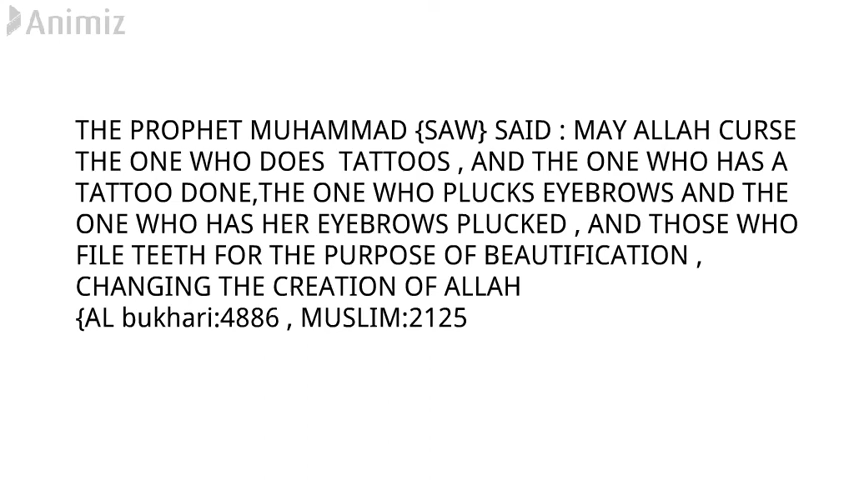 Animiz
THE PROPHET MUHAMMAD {SAW} SAID : MAY ALLAH CURSE
THE ONE WHO DOES  TATTOOS , AND THE ONE WHO HAS A
TATTOO DONE,THE ONE WHO PLUCKS EYEBROWS AND THE
ONE WHO HAS HER EYEBROWS PLUCKED , AND THOSE WHO
FILE TEETH FOR THE PURPOSE OF BEAUTIFICATION ,
CHANGING THE CREATION OF ALLAH
{AL bukhari:4886 , MUSLIM:2125